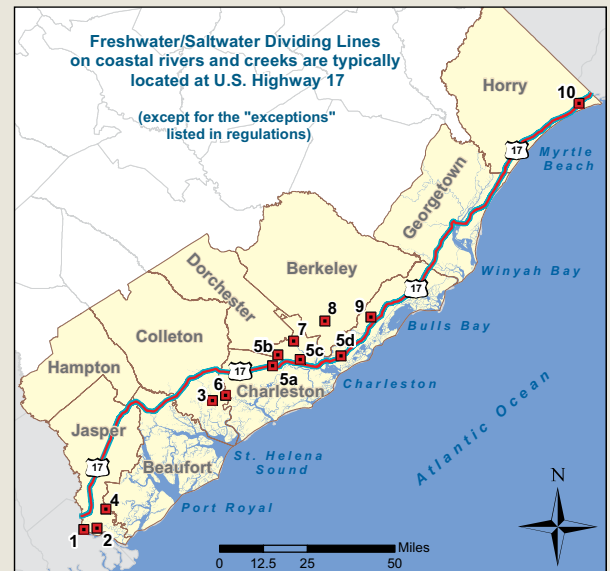 Freshwater/Saltwater Dividing Lines
on coastal rivers and creeks are typically
located at U.S. Highway 17
(except for the "exceptions"
listed in regulations)
Horry
10
17
Myrtle
Beach
Georgetown
Winyah Bay
Berkeley
17
Dorchester
8
9
Bulls Bay
7
Colleton
5b
5c
5d
Hampton
17
5a
Charleston
6
Charleston
3
Jasper
Atlantic Ocean
St. Helena
Sound
17
Beaufort
4
Port Royal
N
1
2
Miles
0 12.5 25 50